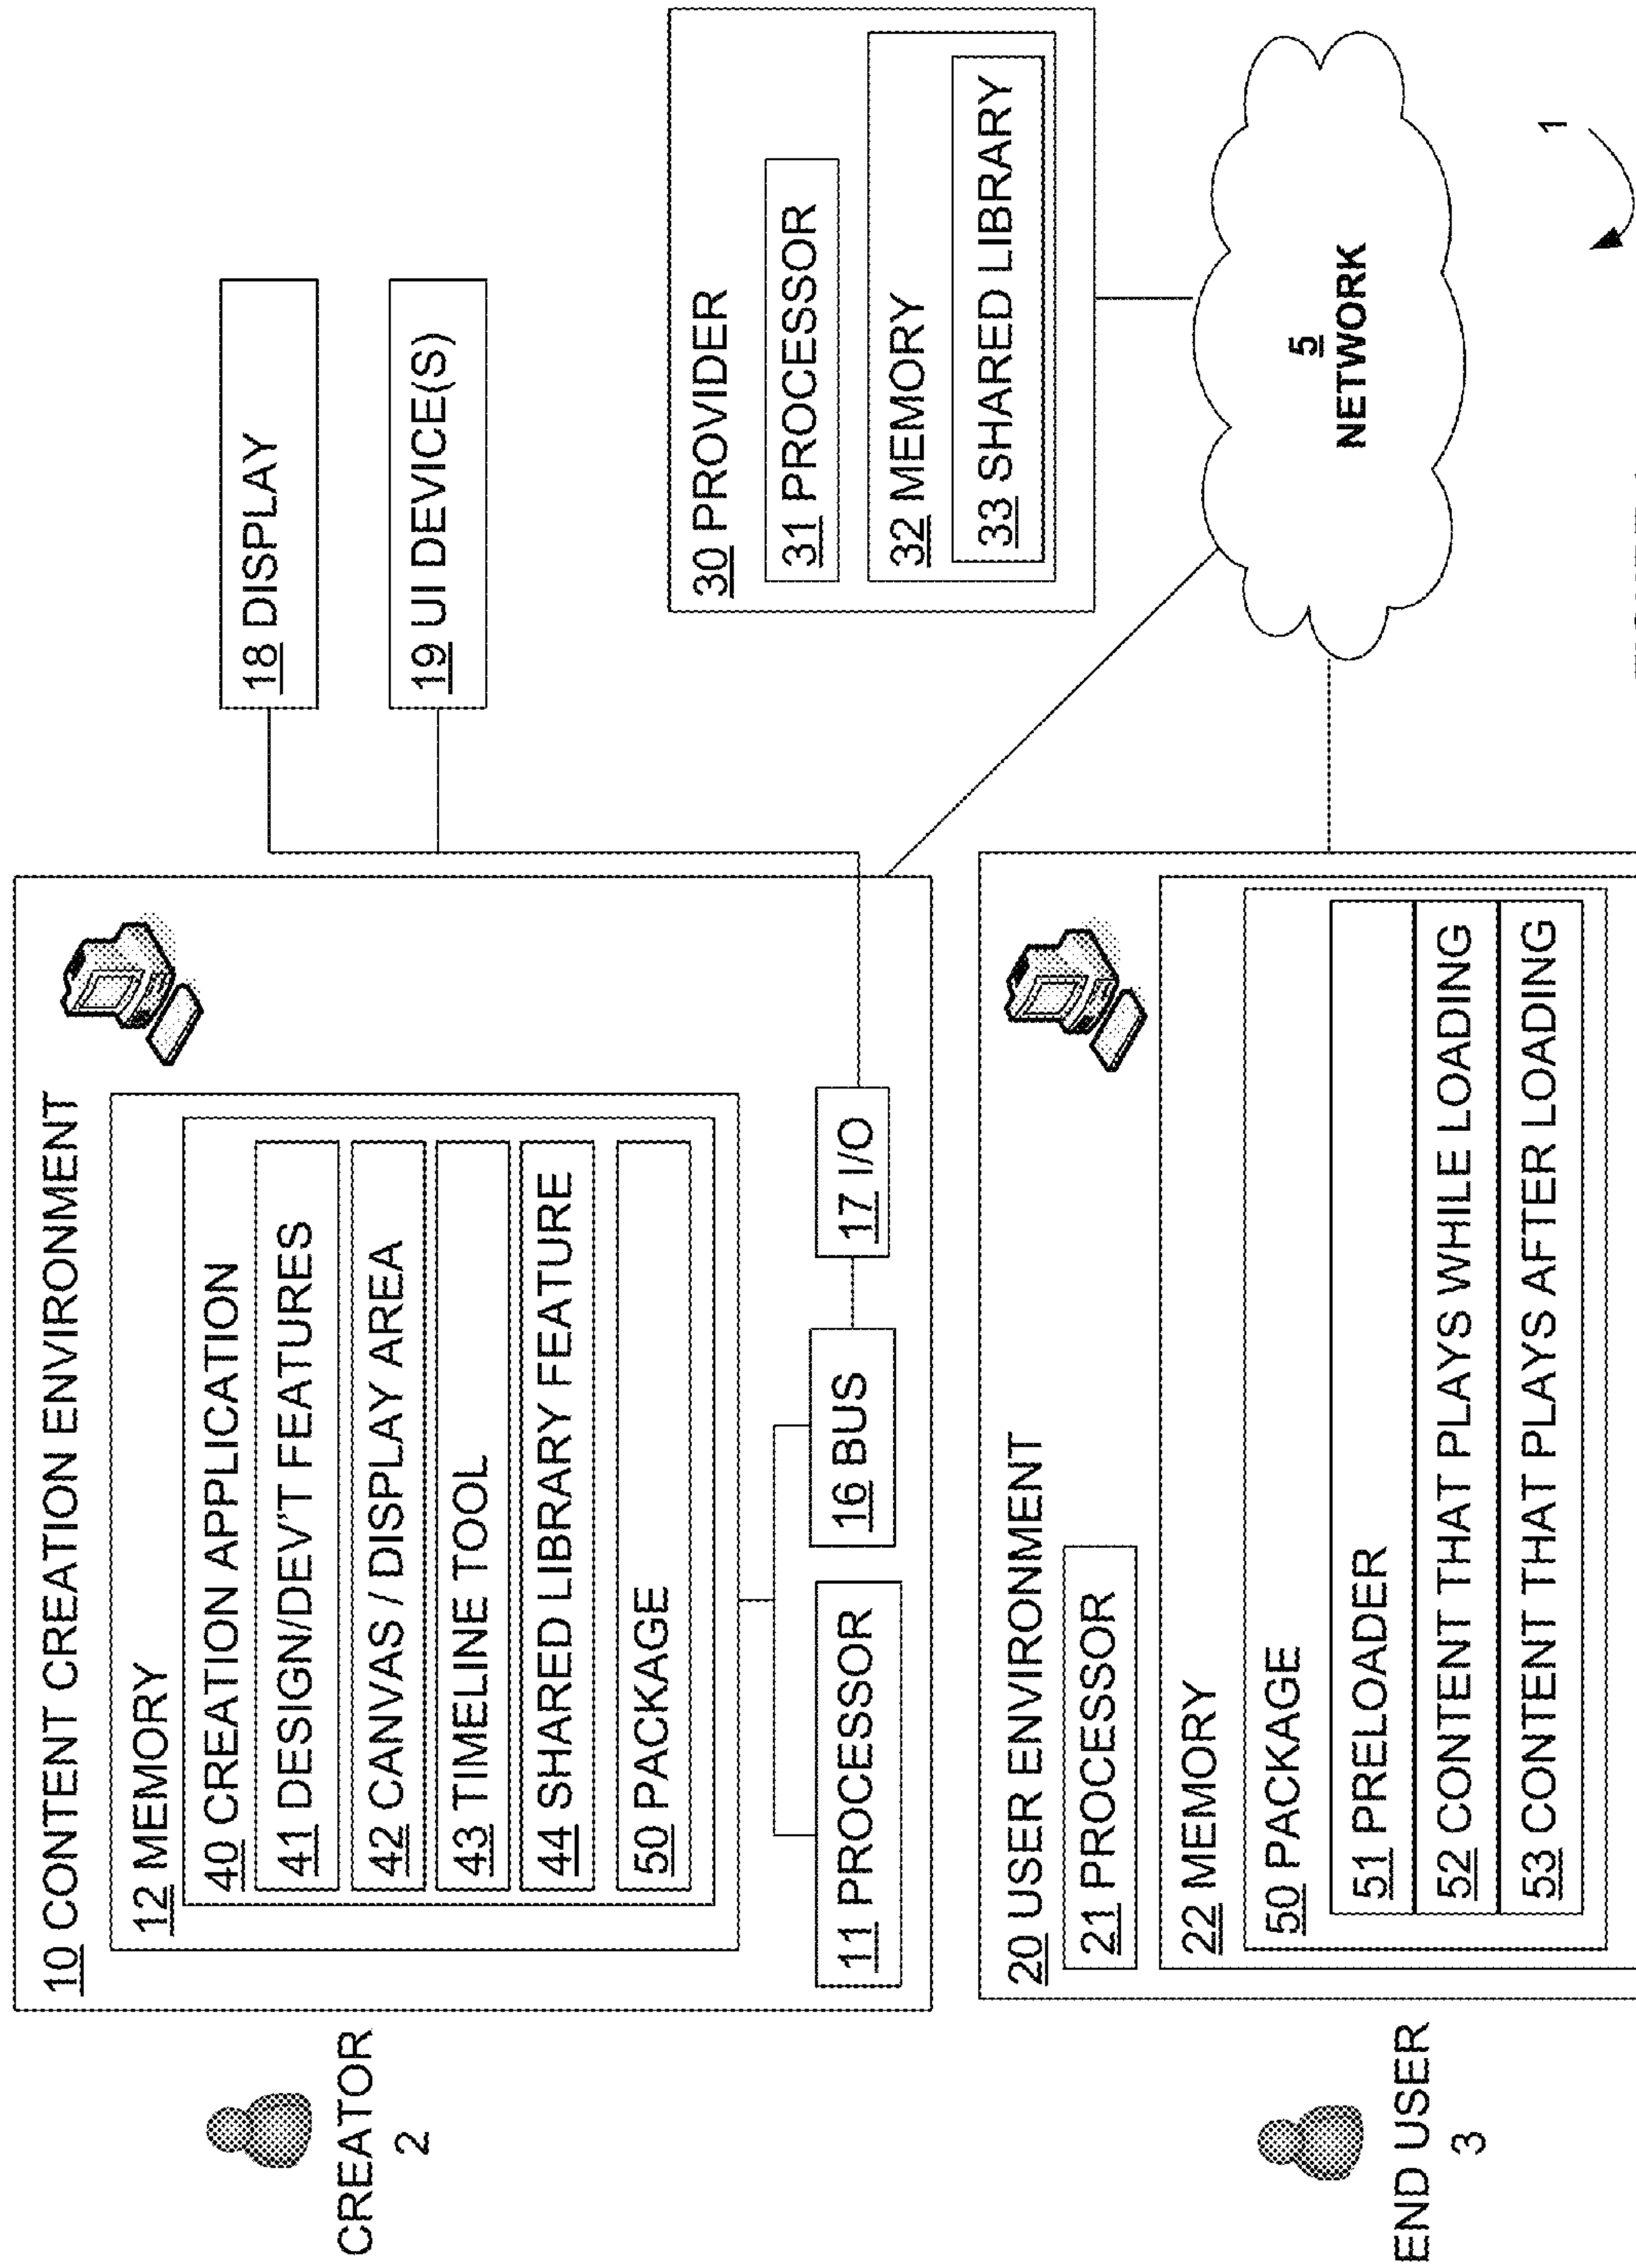 10 CONTENT CREATION ENVIRONMENT
12 MEMORY
40 CREATION APPLICATION
41 DESIGN/DEV'T FEATURES
42 CANVAS / DISPLAY AREA
43 TIMELINE TOOL
44 SHARED LIBRARY FEATURE
50 PACKAGE
11 PROCESSOR
16 BUS
17 I/O
18 DISPLAY
19 UI DEVICE(S)
CREATOR
2
30 PROVIDER
31 PROCESSOR
32 MEMORY
33 SHARED LIBRARY
5
NETWORK
20 USER ENVIRONMENT
21 PROCESSOR
22 MEMORY
50 PACKAGE
51 PRELOADER
52 CONTENT THAT PLAYS WHILE LOADING
53 CONTENT THAT PLAYS AFTER LOADING
END USER
3
1